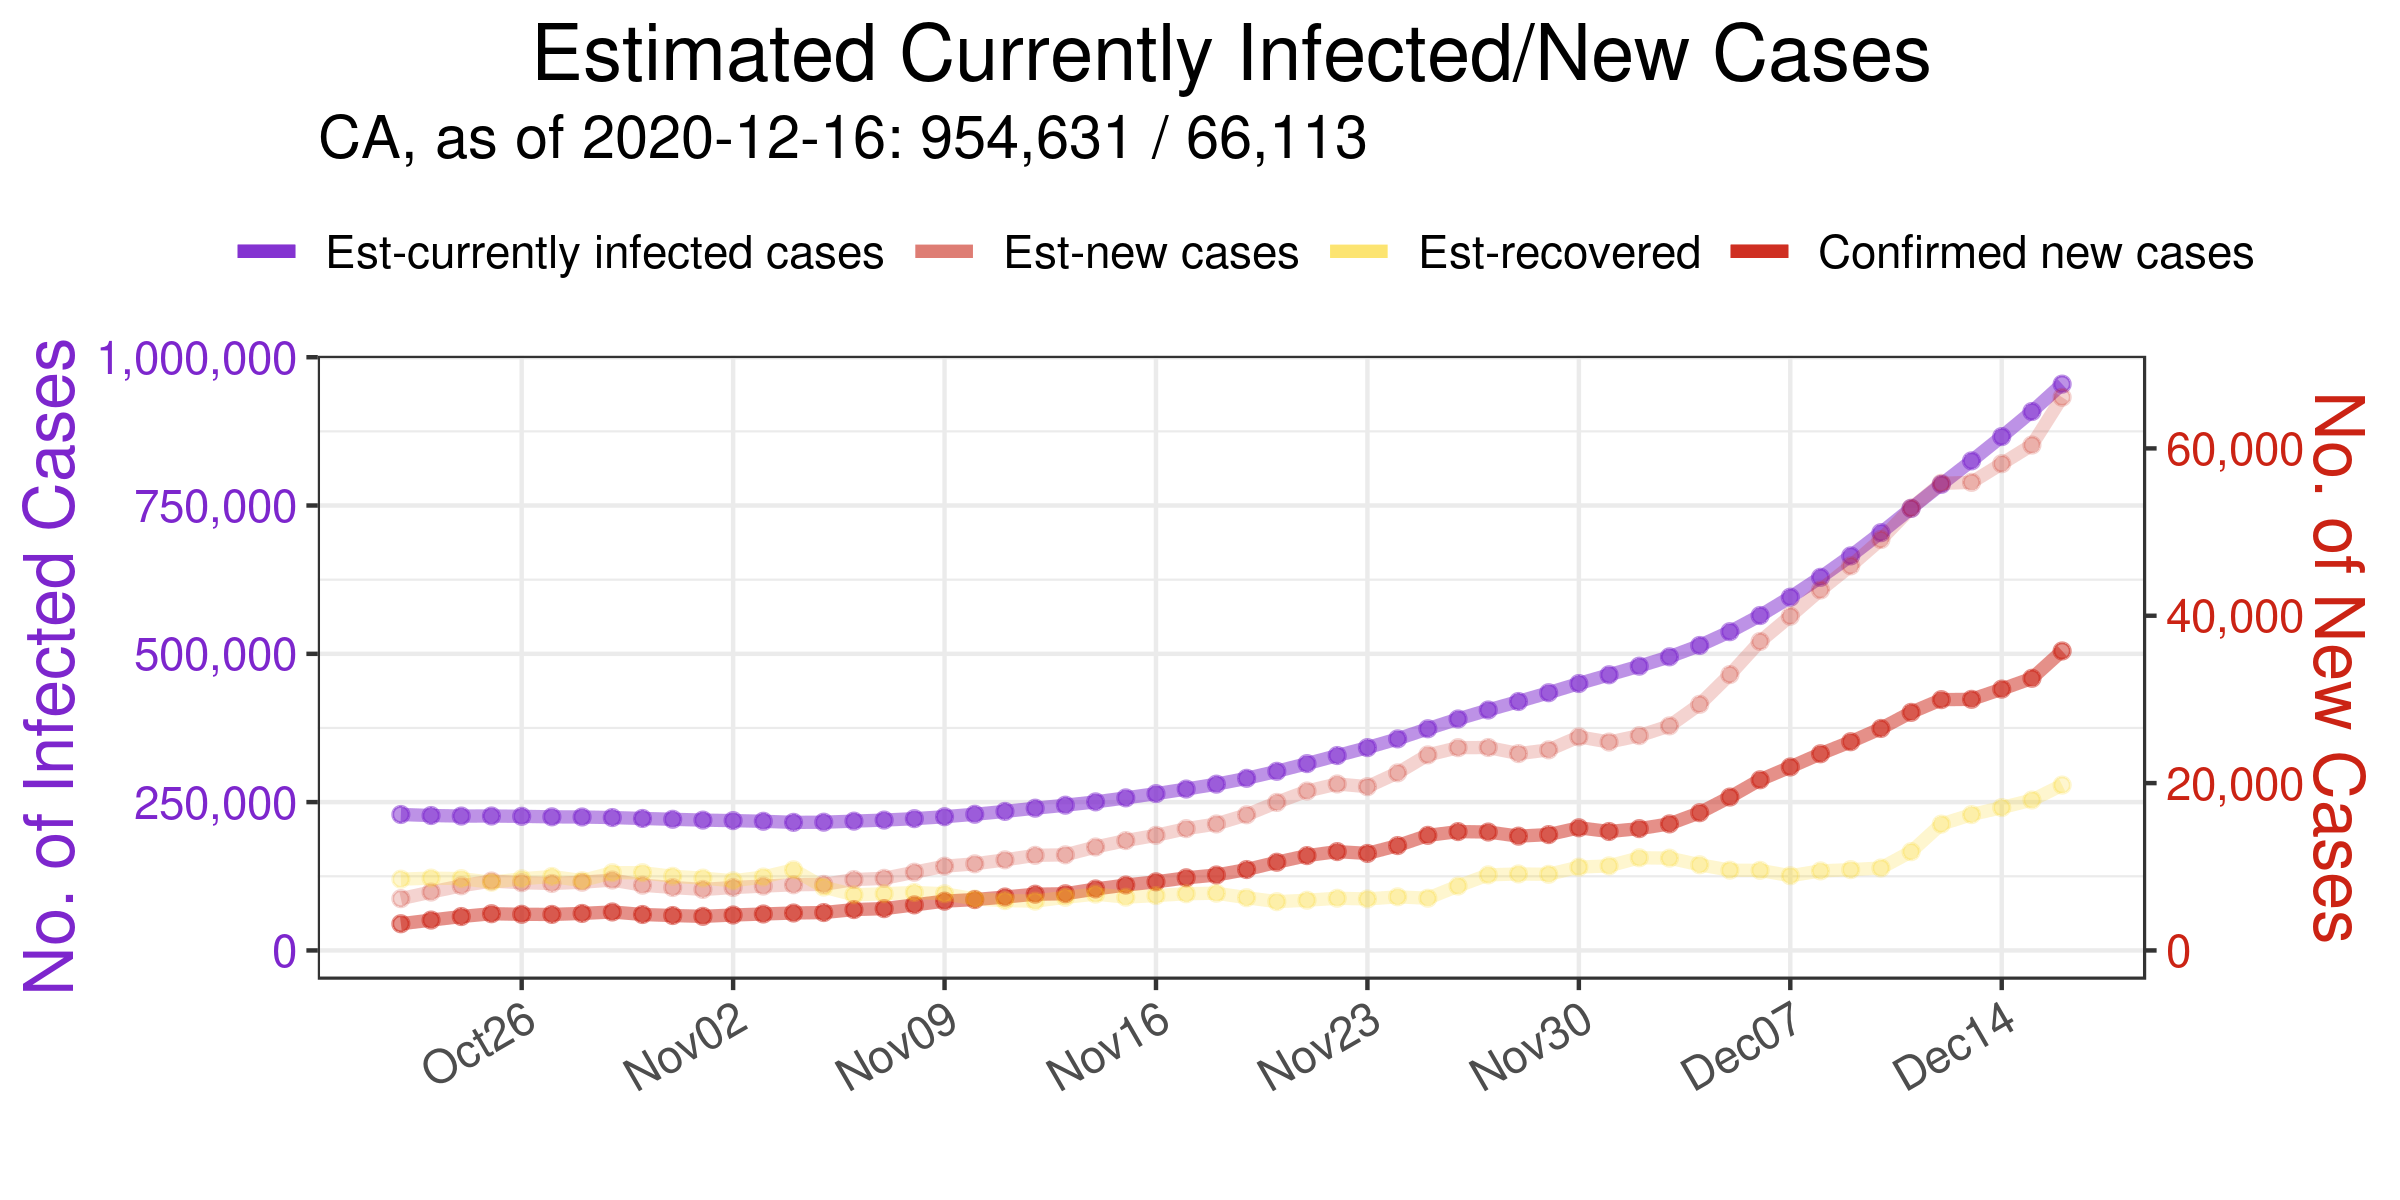 Estimated Currently Infected/New Cases
CA, as of 2020-12-16: 954,631 / 66,113
Est-currently infected cases Est-new cases Est-recovered Confirmed new cases
No. of Infected Cases
1,000,000
750,000
500,000
250,000
0
60,000
40,000
20,000
0
No. of New Cases
Oct26 Nov02 Nov09 Nov16 Nov23 Nov30 Dec07 Dec14